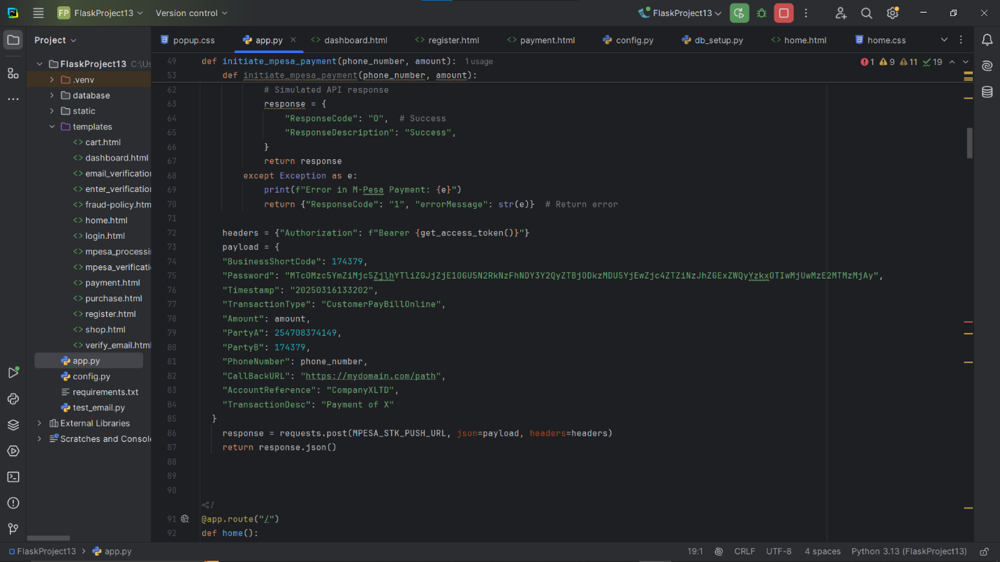 FP FlaskProject13 Version control FlaskProject13
Project
popup.css app.py dashboard.html register.html payment.html config.py db_setup.py home.html home.css
FlaskProject13 C:\Us
.venv
database
static
templates
cart.html
dashboard.html
email_verification
enter_verification
fraud-policy.htm
home.html
login.html
mpesa_processi
mpesa_verificati
payment.html
purchase.html
register.html
shop.html
verify_email.html
app.py
config.py
requirements.txt
test_email.py
External Libraries
Scratches and Consol
1 9 11 19
49 def initiate_mpesa_payment(phone_number, amount): 1 usage
53 def initiate_mpesa_payment(phone_number, amount):
62 # Simulated API response
63 response = {
64 "ResponseCode": "0", # Success
65 "ResponseDescription": "Success",
66 }
67 return response
68 except Exception as e:
69 print(f"Error in M-Pesa Payment: {e}")
70 return {"ResponseCode": "1", "errorMessage": str(e)} # Return error
71
72 headers = {"Authorization": f"Bearer {get_access_token()}"}
73 payload = {
74 "BusinessShortCode": 174379,
75 "Password": "MTc0Mzc5YmZiMjc5ZjlhYTliZGJjZjE1OGU5N2RkNzFhNDY3Y2QyZTBjODkzMDU5YjEwZjc4ZTZiNzJhZGExZWQyYzkxOTIwMjUwMzE2MTMzMjAy",
76 "Timestamp": "20250316133202",
77 "TransactionType": "CustomerPayBillOnline",
78 "Amount": amount,
79 "PartyA": 254708374149,
80 "PartyB": 174379,
81 "PhoneNumber": phone_number,
82 "CallBackURL": "https://mydomain.com/path",
83 "AccountReference": "CompanyXLTD",
84 "TransactionDesc": "Payment of X"
85 }
86 response = requests.post(MPESA_STK_PUSH_URL, json=payload, headers=headers)
87 return response.json()
88
89
90
/
91 @app.route("/")
92 def home():
FlaskProject13 > app.py
19:1 CRLF UTF-8 4 spaces Python 3.13 (FlaskProject13)